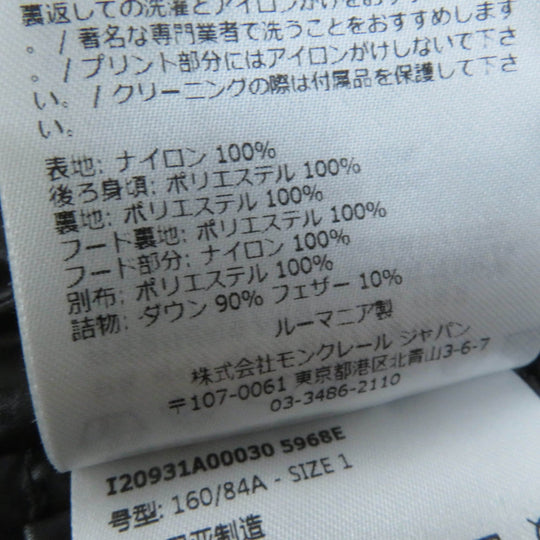 裏返しての洗濯とアイロンがけをおすすめします
。/ 著名な専門業者で洗うことをおすすめします
。/ プリント部分にはアイロンがけしないで下さ
い。/ クリーニングの際は付属品を保護して下さ
い。
表地: ナイロン 100%
後ろ身頃: ポリエステル 100%
裏地: ポリエステル 100%
フード裏地: ポリエステル 100%
フード部分: ナイロン 100%
別布: ポリエステル 100%
詰物: ダウン 90% フェザー 10%
ルーマニア製
株式会社モンクレール ジャパン
〒107-0061 東京都港区北青山3-6-7
03-3486-2110
I20931A00030 5968E
号型: 160/84A - SIZE 1
亚制造